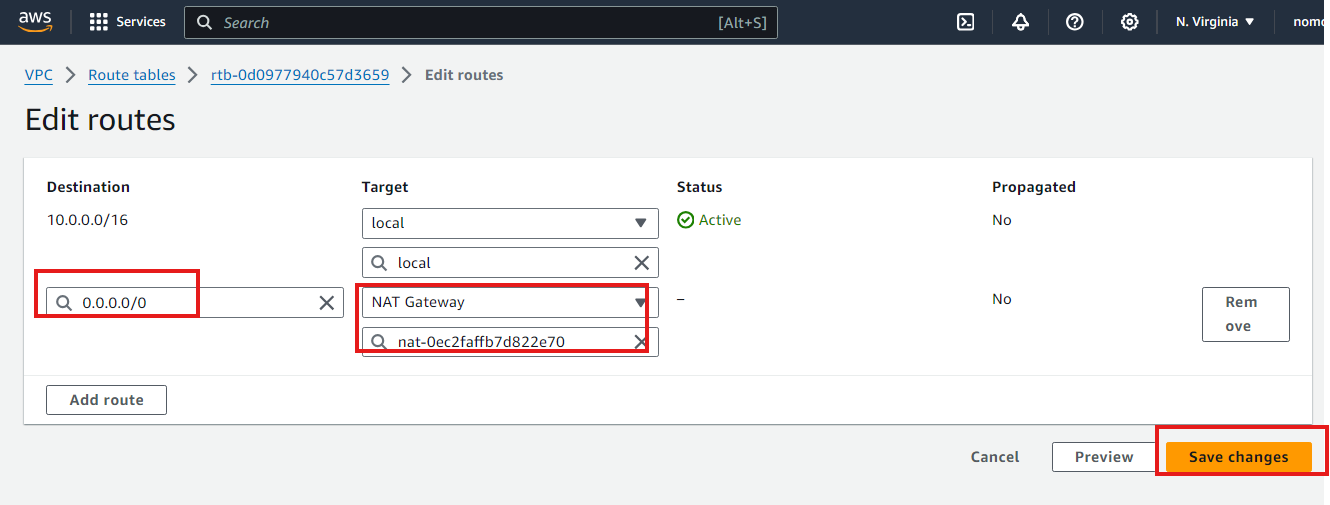 aws Services Search [Alt+S] N. Virginia nomo
VPC Route tables rtb-0d0977940c57d3659 Edit routes
Edit routes
Destination Target Status Propagated
10.0.0.0/16 local Active No
local
0.0.0.0/0 NAT Gateway – No Rem
ove
nat-0ec2faffb7d822e70
Add route
Cancel Preview Save changes